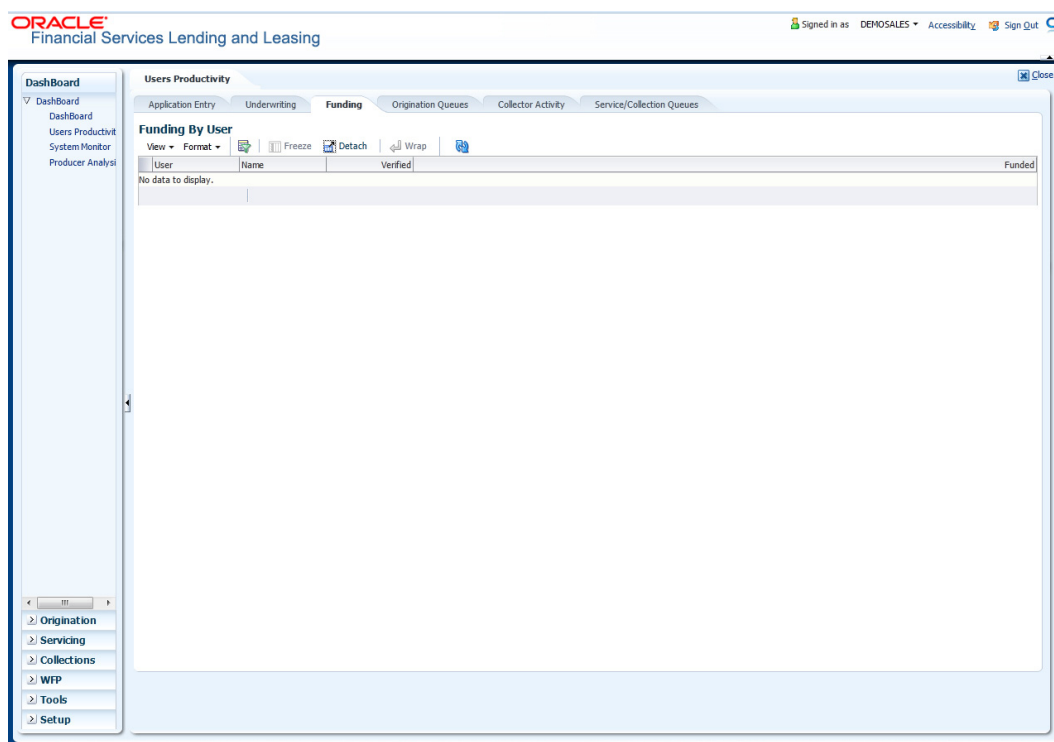 ORACLE
Financial Services Lending and Leasing
Signed in as DEMOSALES Accessibility Sign Out
DashBoard
DashBoard
DashBoard
Users Productivit
System Monitor
Producer Analysi
Origination
Servicing
Collections
WFP
Tools
Setup
Users Productivity
Close
Application Entry Underwriting Funding Origination Queues Collector Activity Service/Collection Queues
Funding By User
View Format Freeze Detach Wrap
User Name Verified Funded
No data to display.